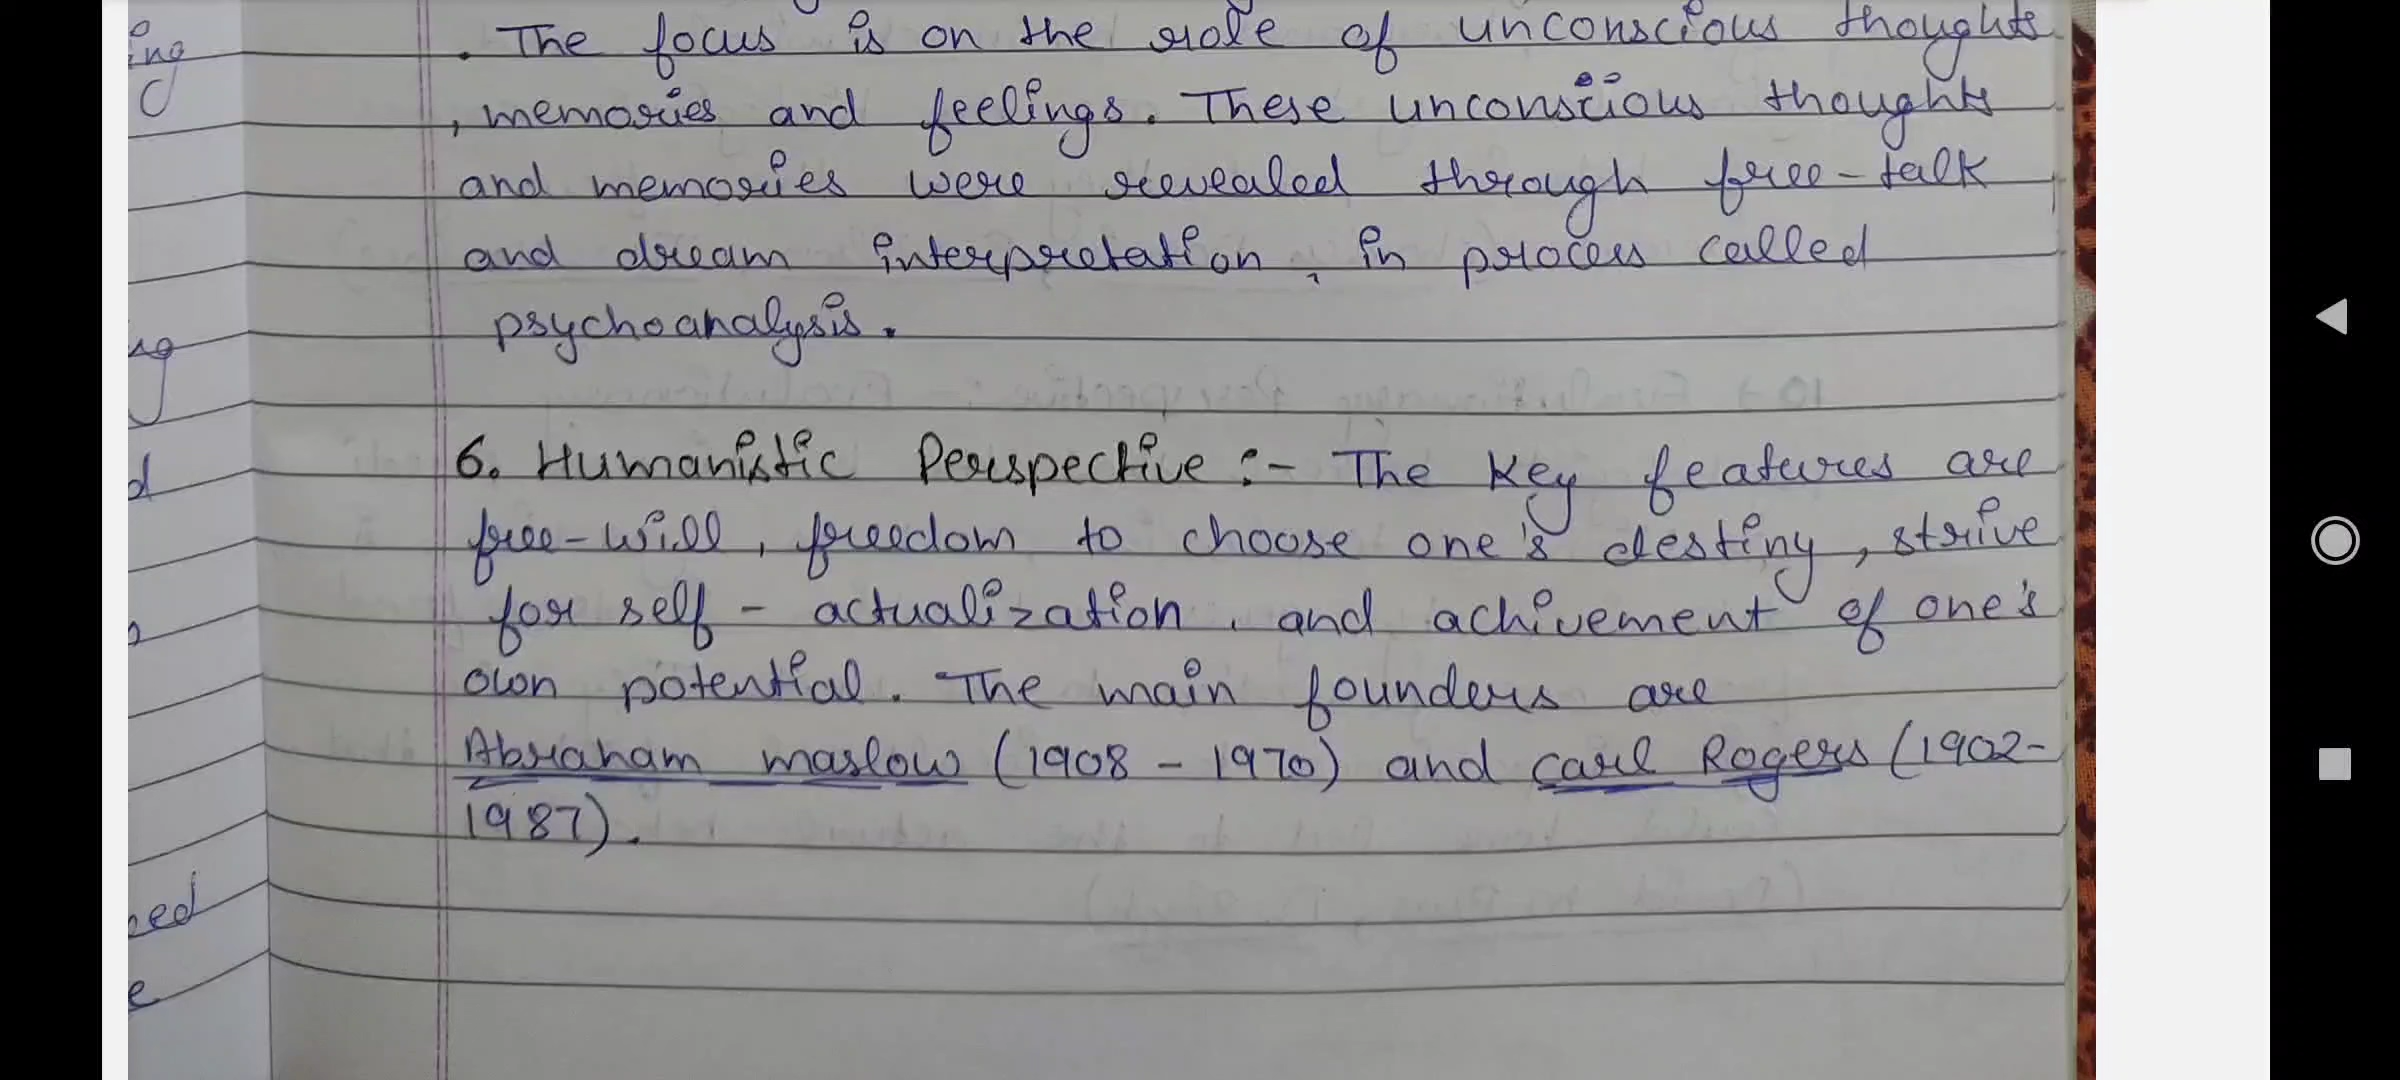 . The focus is on the role of unconscious thoughts
, memories and feelings. These unconscious thoughts
and memories were revealed through free-talk
and dream interpretation, in process called
psychoanalysis.
6. Humanistic Perspective :- The key features are
free-will, freedom to choose one's destiny, strive
for self - actualization, and achivement of one's
own potential. The main founders are
Abraham maslow (1908 - 1970) and carl Rogers (1902-
1987).